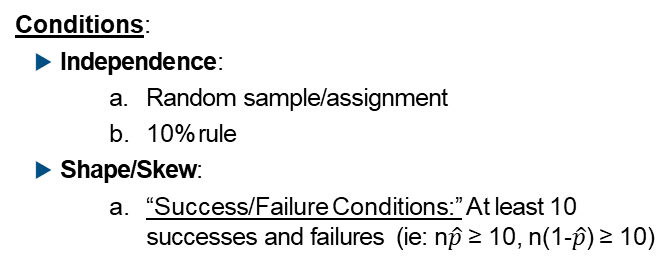 Conditions:
▶ Independence:
a. Random sample/assignment
b. 10% rule
▶ Shape/Skew:
a. “Success/Failure Conditions:” At least 10
successes and failures (ie: np̂ ≥ 10, n(1-p̂) ≥ 10)